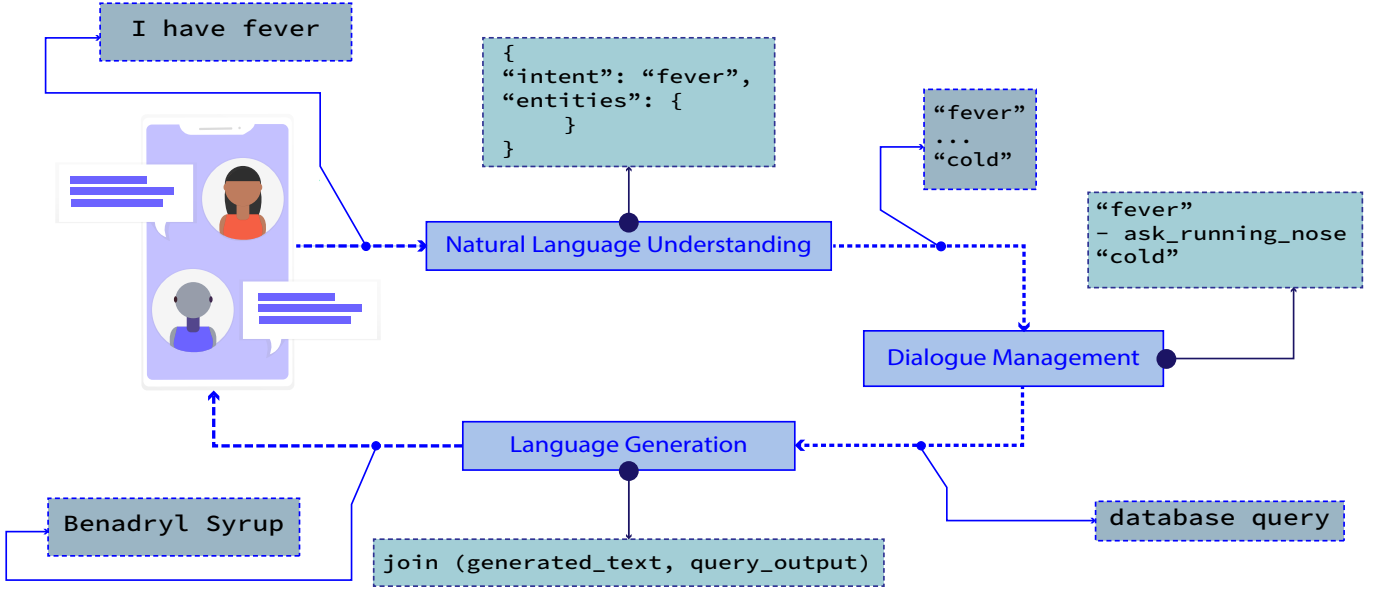 I have fever
{
“intent”: “fever”,
“entities”: {
}
}
“fever”
...
“cold”
“fever”
- ask_running_nose
“cold”
Natural Language Understanding
Dialogue Management
Language Generation
Benadryl Syrup
database query
join (generated_text, query_output)